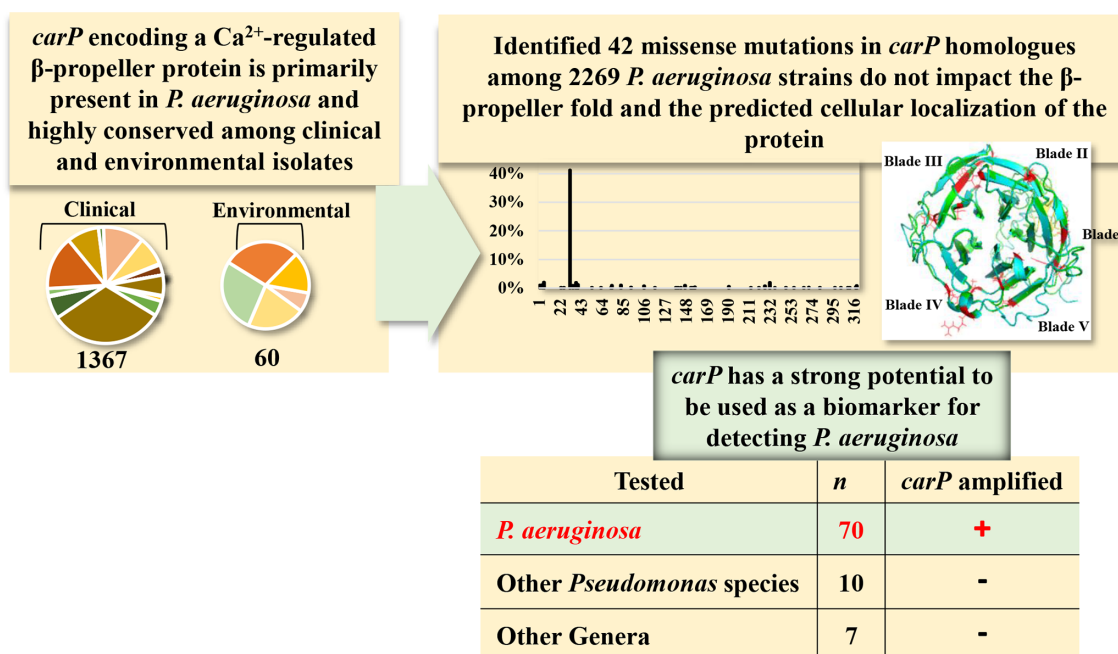 carP encoding a Ca²⁺-regulated
β-propeller protein is primarily
present in P. aeruginosa and
highly conserved among clinical
and environmental isolates
Clinical
Environmental
1367
60
Identified 42 missense mutations in carP homologues
among 2269 P. aeruginosa strains do not impact the β-
propeller fold and the predicted cellular localization of the
protein
40%
30%
20%
10%
0%
1 22 43 64 85 106 127 148 169 190 211 232 253 274 295 316
Blade III
Blade II
Blade
Blade IV
Blade V
carP has a strong potential to
be used as a biomarker for
detecting P. aeruginosa
Tested n carP amplified
P. aeruginosa 70 +
Other Pseudomonas species 10 -
Other Genera 7 -